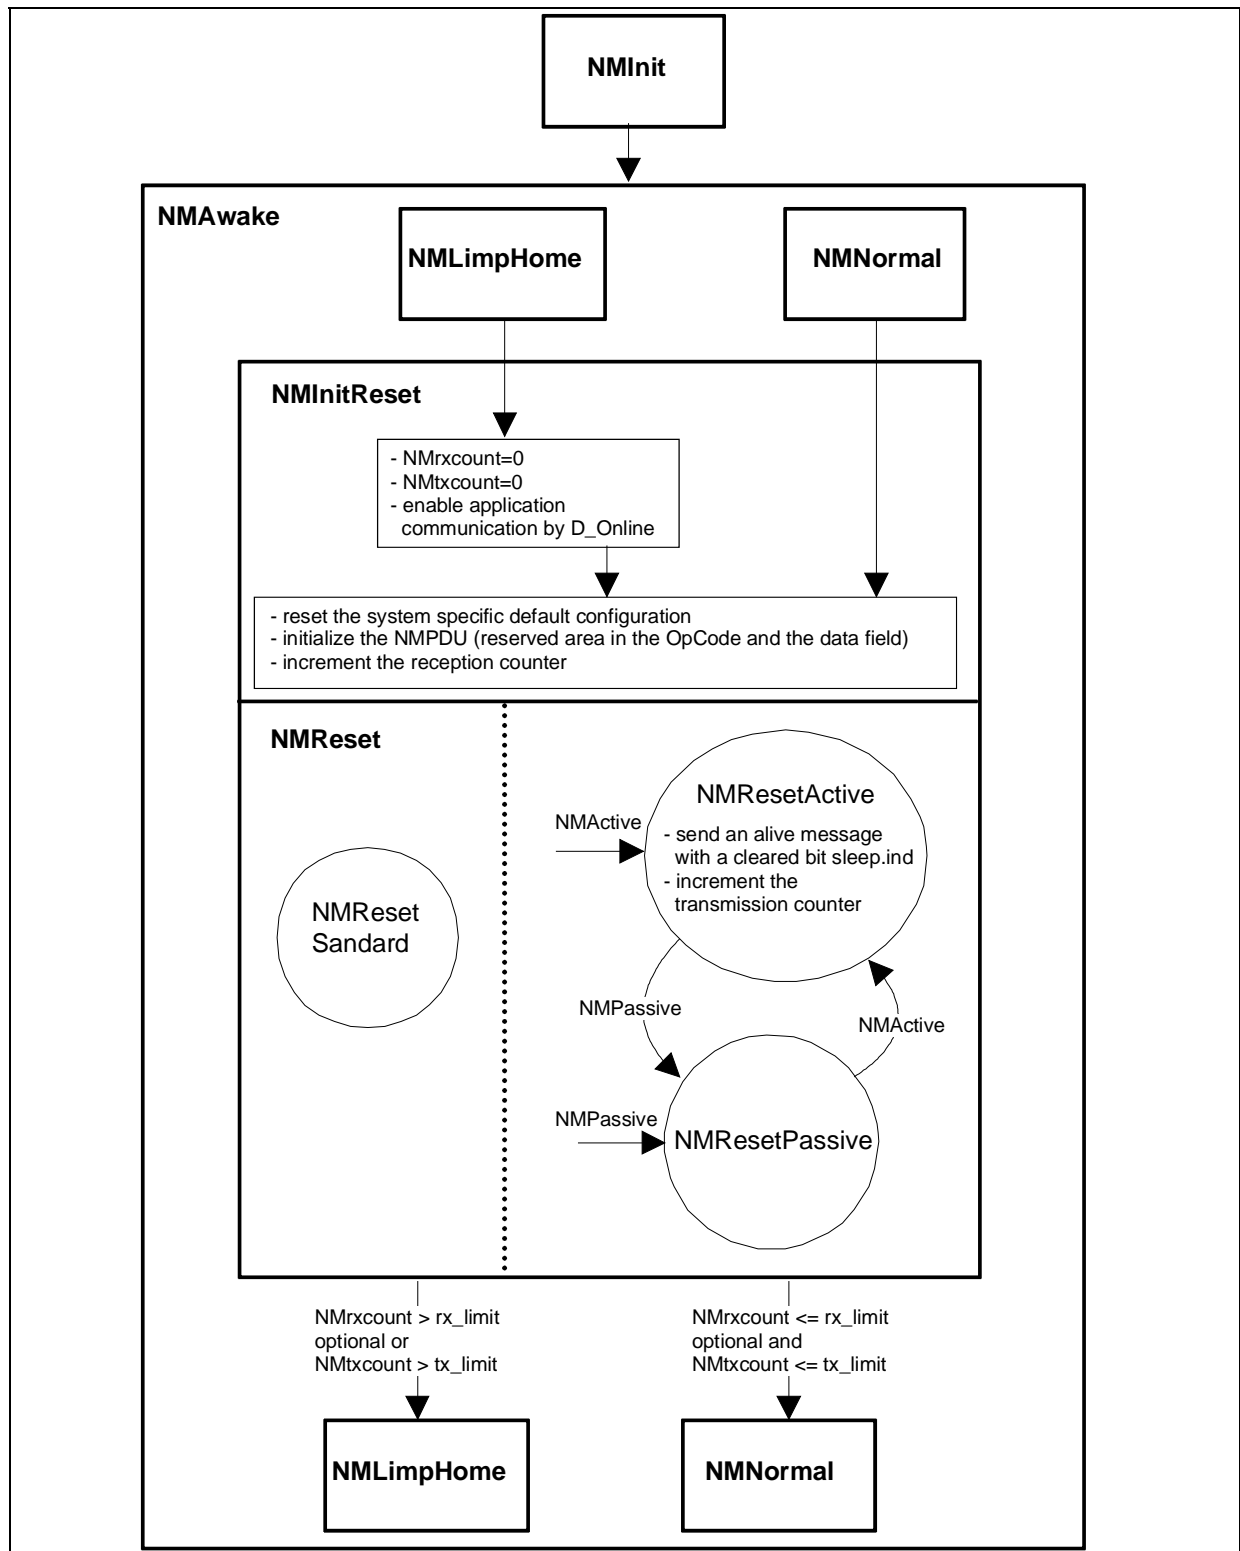 NMInit
NMAwake
NMLimpHome
NMNormal
NMInitReset
- NMrxcount=0
- NMtxcount=0
- enable application
communication by D_Online
- reset the system specific default configuration
- initialize the NMPDU (reserved area in the OpCode and the data field)
- increment the reception counter
NMReset
NMResetActive
NMActive
- send an alive message
with a cleared bit sleep.ind
- increment the
transmission counter
NMReset
Sandard
NMPassive
NMActive
NMPassive
NMResetPassive
NMrxcount > rx_limit
optional or
NMtxcount > tx_limit
NMrxcount <= rx_limit
optional and
NMtxcount <= tx_limit
NMLimpHome
NMNormal